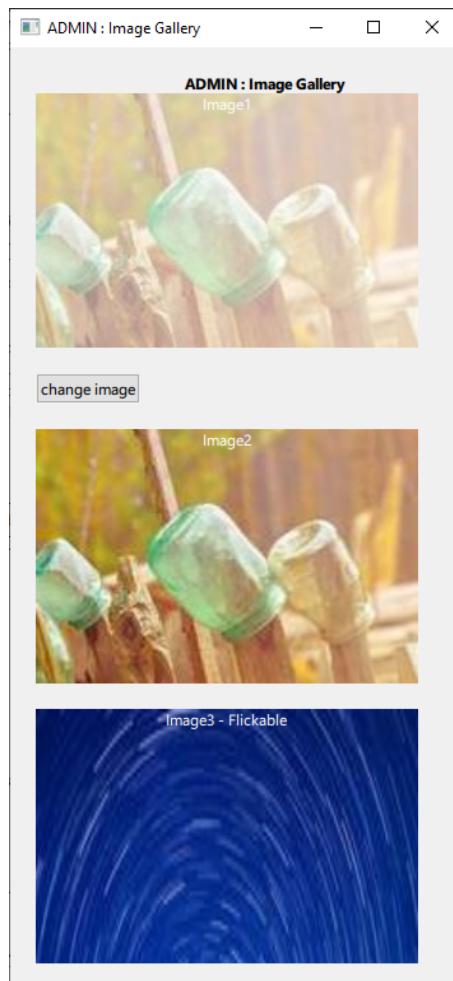 ADMIN : Image Gallery
ADMIN : Image Gallery
Image1
change image
Image2
Image3 - Flickable